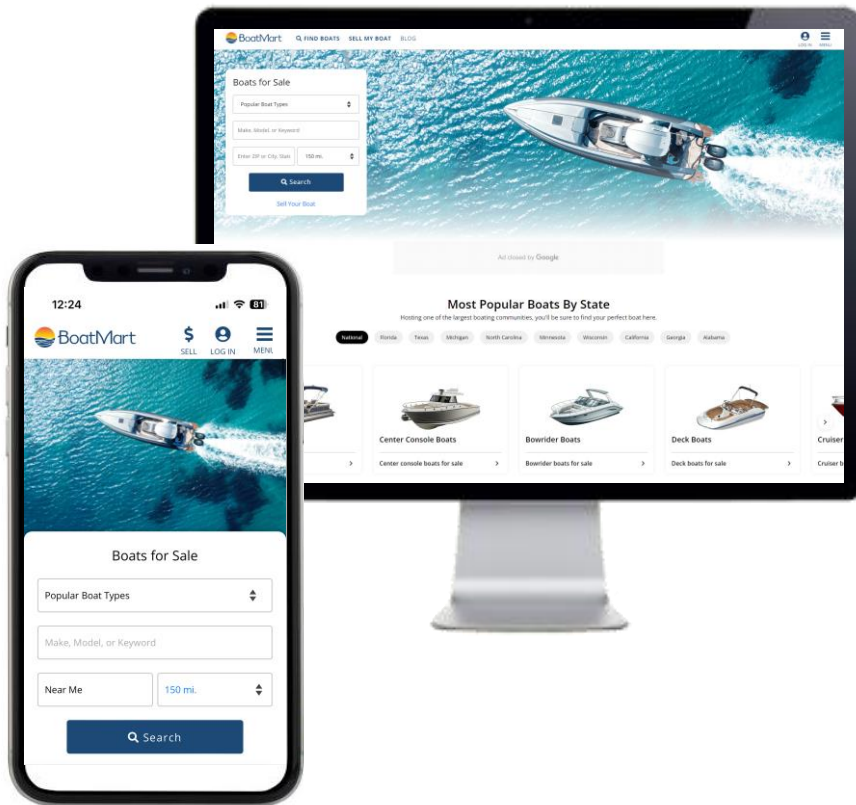 BoatMart FIND BOATS SELL MY BOAT BLOG LOG IN MENU
Boats for Sale
Popular Boat Types
Make, Model, or Keyword
Enter ZIP or City, State 150 mi.
Search
Sell Your Boat
Ad closed by Google
Most Popular Boats By State
Hosting one of the largest boating communities, you'll be sure to find your perfect boat here.
National Florida Texas Michigan North Carolina Minnesota Wisconsin California Georgia Alabama
Center Console Boats Bowrider Boats Deck Boats Cruiser
Center console boats for sale Bowrider boats for sale Deck boats for sale Cruiser b
12:24 81
BoatMart SELL LOG IN MENU
Boats for Sale
Popular Boat Types
Make, Model, or Keyword
Near Me 150 mi.
Search